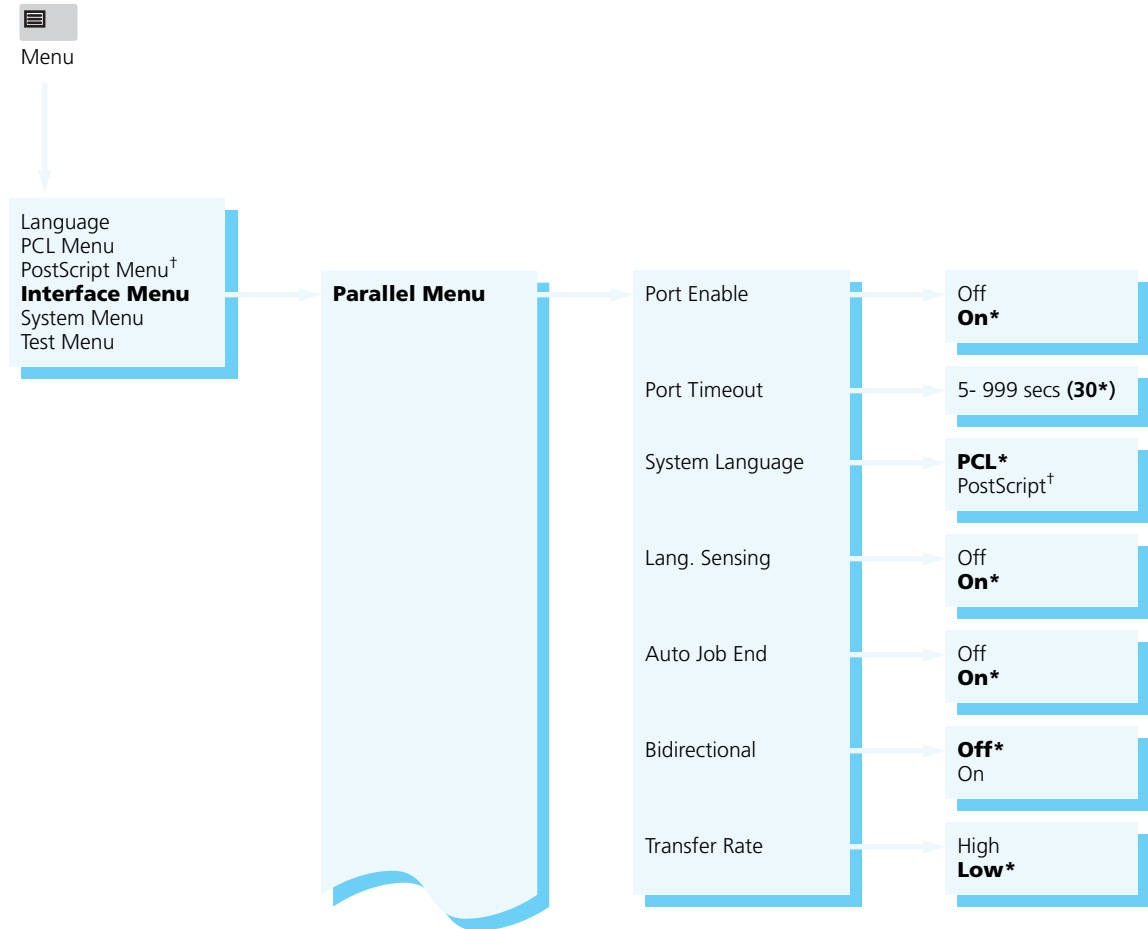 Menu
Language
PCL Menu
PostScript Menu†
Interface Menu
System Menu
Test Menu
Parallel Menu
Port Enable
Off
On*
Port Timeout
5- 999 secs (30*)
System Language
PCL*
PostScript†
Lang. Sensing
Off
On*
Auto Job End
Off
On*
Bidirectional
Off*
On
Transfer Rate
High
Low*